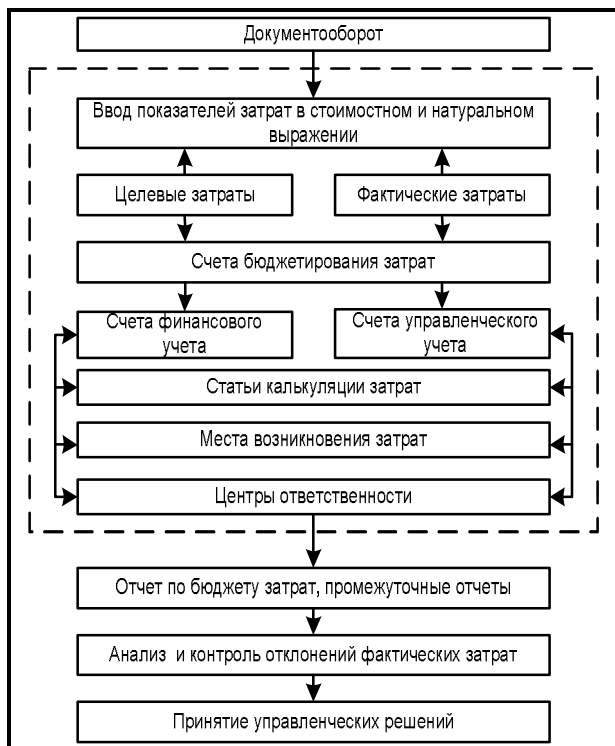 Документооборот
Ввод показателей затрат в стоимостном и натуральном
выражении
Целевые затраты
Фактические затраты
Счета бюджетирования затрат
Счета финансового
учета
Счета управленческого
учета
Статьи калькуляции затрат
Места возникновения затрат
Центры ответственности
Отчет по бюджету затрат, промежуточные отчеты
Анализ и контроль отклонений фактических затрат
Принятие управленческих решений